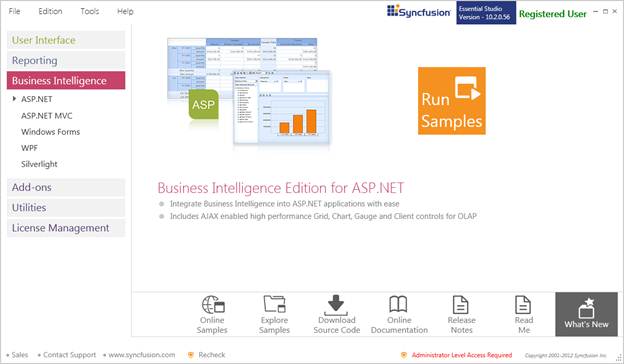 File Edition Tools Help
Syncfusion
Essential Studio
Version - 10.2.0.56
Registered User
User Interface
Reporting
Business Intelligence
ASP.NET
ASP.NET MVC
Windows Forms
WPF
Silverlight
Add-ons
Utilities
License Management
ASP
Run
Samples
Business Intelligence Edition for ASP.NET
Integrate Business Intelligence into ASP.NET applications with ease
Includes AJAX enabled high performance Grid, Chart, Gauge and Client controls for OLAP
Online
Samples
Explore
Samples
Download
Source Code
Online
Documentation
Release
Notes
Read
Me
What's New
Sales Contact Support www.syncfusion.com Recheck Administrator Level Access Required Copyright 2001-2012 Syncfusion Inc.